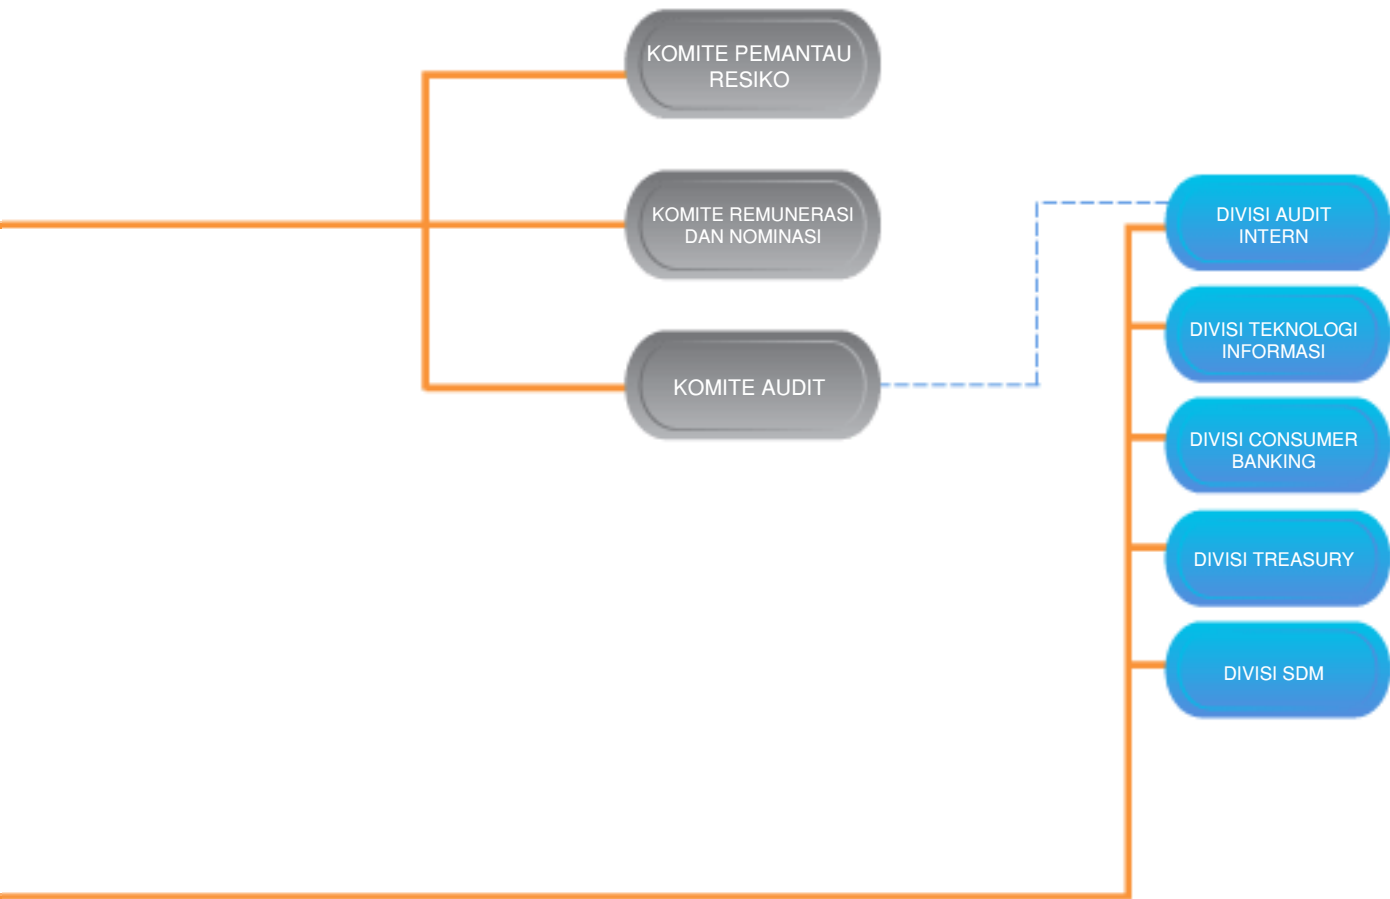 KOMITE PEMANTAU
RESIKO
KOMITE REMUNERASI
DAN NOMINASI
KOMITE AUDIT
DIVISI AUDIT
INTERN
DIVISI TEKNOLOGI
INFORMASI
DIVISI CONSUMER
BANKING
DIVISI TREASURY
DIVISI SDM